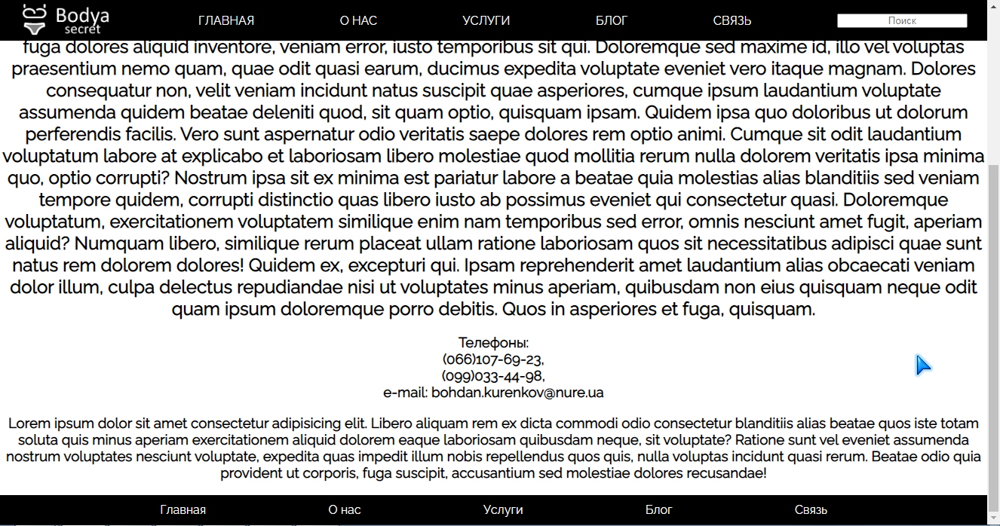 Bodya
secret
ГЛАВНАЯ О НАС УСЛУГИ БЛОГ СВЯЗЬ Поиск
fuga dolores aliquid inventore, veniam error, iusto temporibus sit qui. Doloremque sed maxime id, illo vel voluptas
praesentium nemo quam, quae odit quasi earum, ducimus expedita voluptate eveniet vero itaque magnam. Dolores
consequatur non, velit veniam incidunt natus suscipit quae asperiores, cumque ipsum laudantium voluptate
assumenda quidem beatae deleniti quod, sit quam optio, quisquam ipsam. Quidem ipsa quo doloribus ut dolorum
perferendis facilis. Vero sunt aspernatur odio veritatis saepe dolores rem optio animi. Cumque sit odit laudantium
voluptatum labore at explicabo et laboriosam libero molestiae quod mollitia rerum nulla dolorem veritatis ipsa minima
quo, optio corrupti? Nostrum ipsa sit ex minima est pariatur labore a beatae quia molestias alias blanditiis sed veniam
tempore quidem, corrupti distinctio quas libero iusto ab possimus eveniet qui consectetur quasi. Doloremque
voluptatum, exercitationem voluptatem similique enim nam temporibus sed error, omnis nesciunt amet fugit, aperiam
aliquid? Numquam libero, similique rerum placeat ullam ratione laboriosam quos sit necessitatibus adipisci quae sunt
natus rem dolorem dolores! Quidem ex, excepturi qui. Ipsam reprehenderit amet laudantium alias obcaecati veniam
dolor illum, culpa delectus repudiandae nisi ut voluptates minus aperiam, quibusdam non eius quisquam neque odit
quam ipsum doloremque porro debitis. Quos in asperiores et fuga, quisquam.
Телефоны:
(066)107-69-23,
(099)033-44-98,
e-mail: bohdan.kurenkov@nure.ua
Lorem ipsum dolor sit amet consectetur adipisicing elit. Libero aliquam rem ex dicta commodi odio consectetur blanditiis alias beatae quos iste totam
soluta quis minus aperiam exercitationem aliquid dolorem eaque laboriosam quibusdam neque, sit voluptate? Ratione sunt vel eveniet assumenda
nostrum voluptates nesciunt voluptate, expedita quas impedit illum nobis repellendus quos quis, nulla voluptas incidunt quasi rerum. Beatae odio quia
provident ut corporis, fuga suscipit, accusantium sed molestiae dolores recusandae!
Главная О нас Услуги Блог Связь